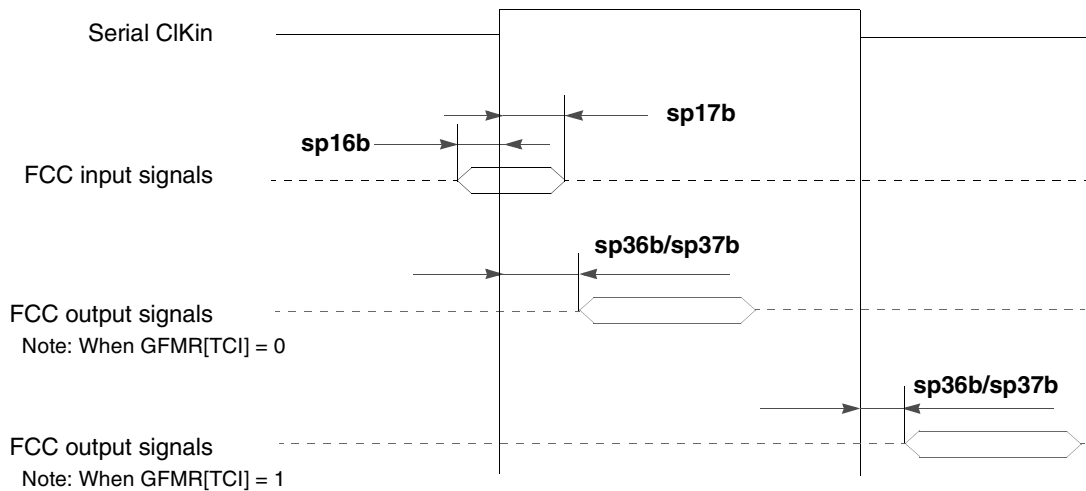 Serial ClKin
sp17b
sp16b
FCC input signals
sp36b/sp37b
FCC output signals
Note: When GFMR[TCI] = 0
sp36b/sp37b
FCC output signals
Note: When GFMR[TCI] = 1